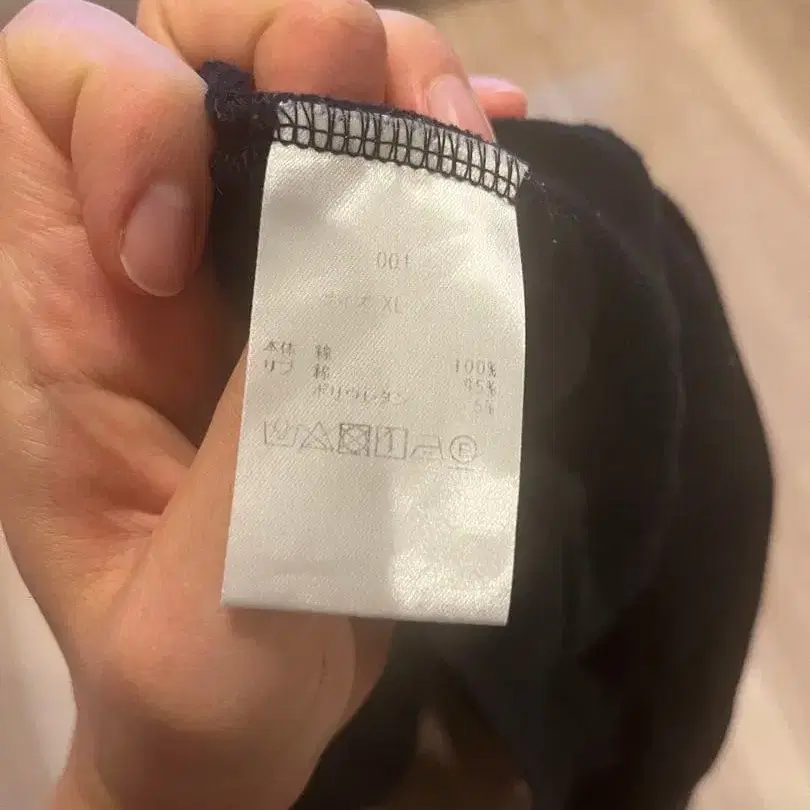 001
サイズ XL
本体 綿 100%
リブ 綿 95%
ポリウレタン 5%